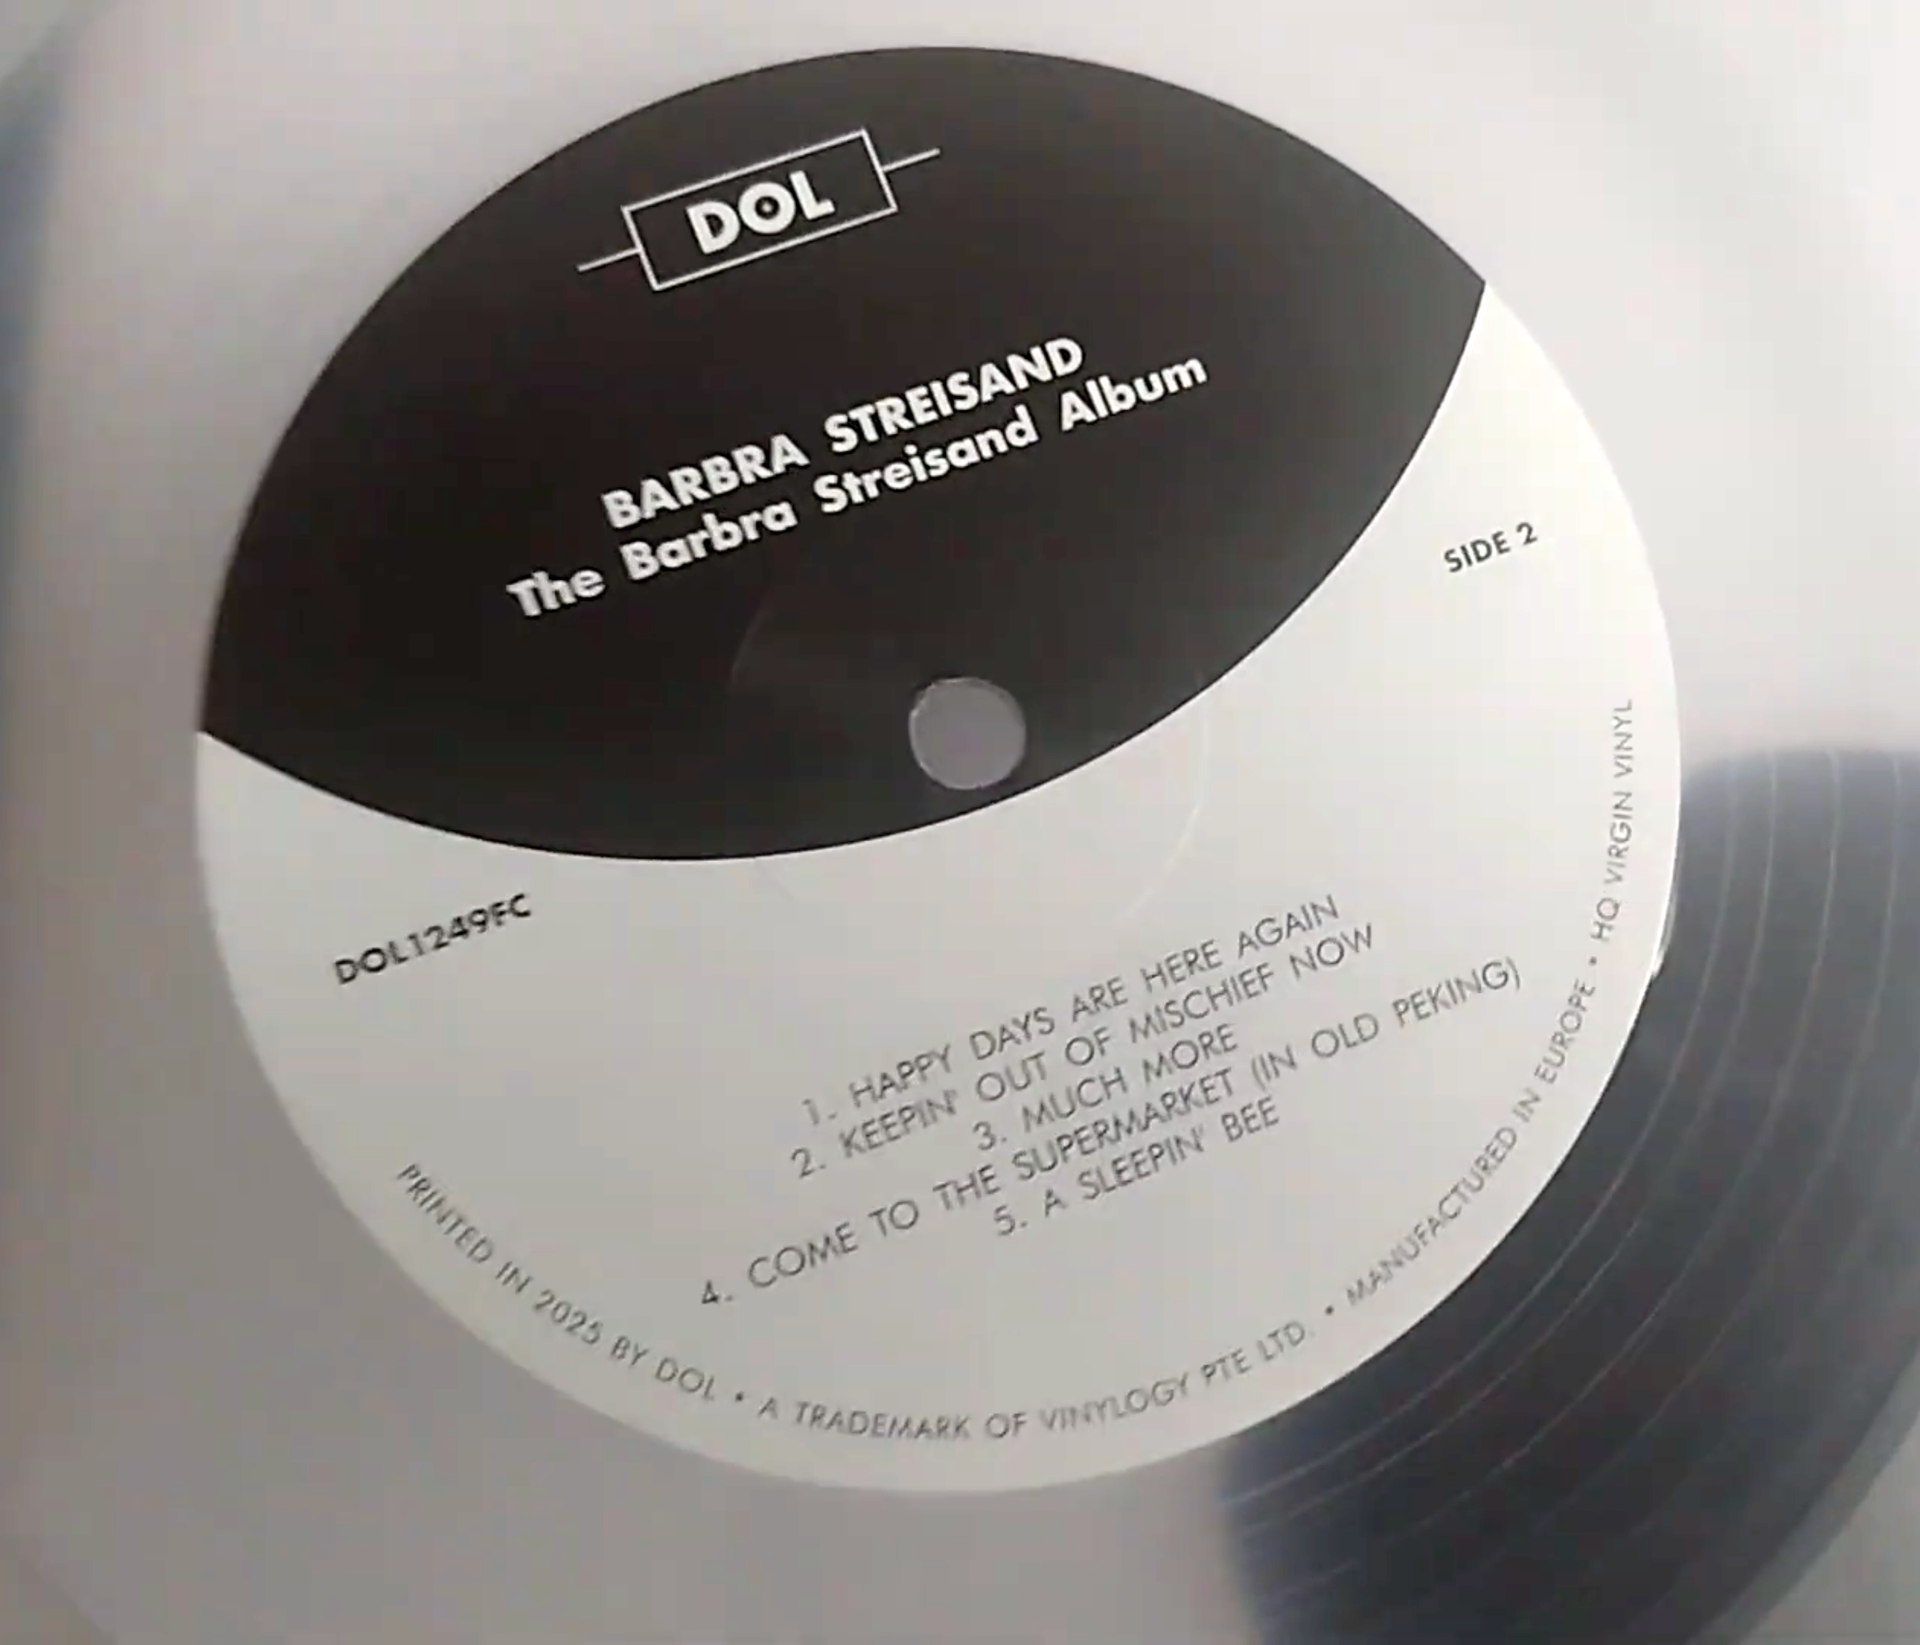 DOL
BARBRA STREISAND
The Barbra Streisand Album
SIDE 2
DOL1249FC
1. HAPPY DAYS ARE HERE AGAIN
2. KEEPIN' OUT OF MISCHIEF NOW
3. MUCH MORE
4. COME TO THE SUPERMARKET (IN OLD PEKING)
5. A SLEEPIN' BEE
PRINTED IN 2025 BY DOL • A TRADEMARK OF VINYLOGY PTE LTD. • MANUFACTURED IN EUROPE • HQ VIRGIN VINYL